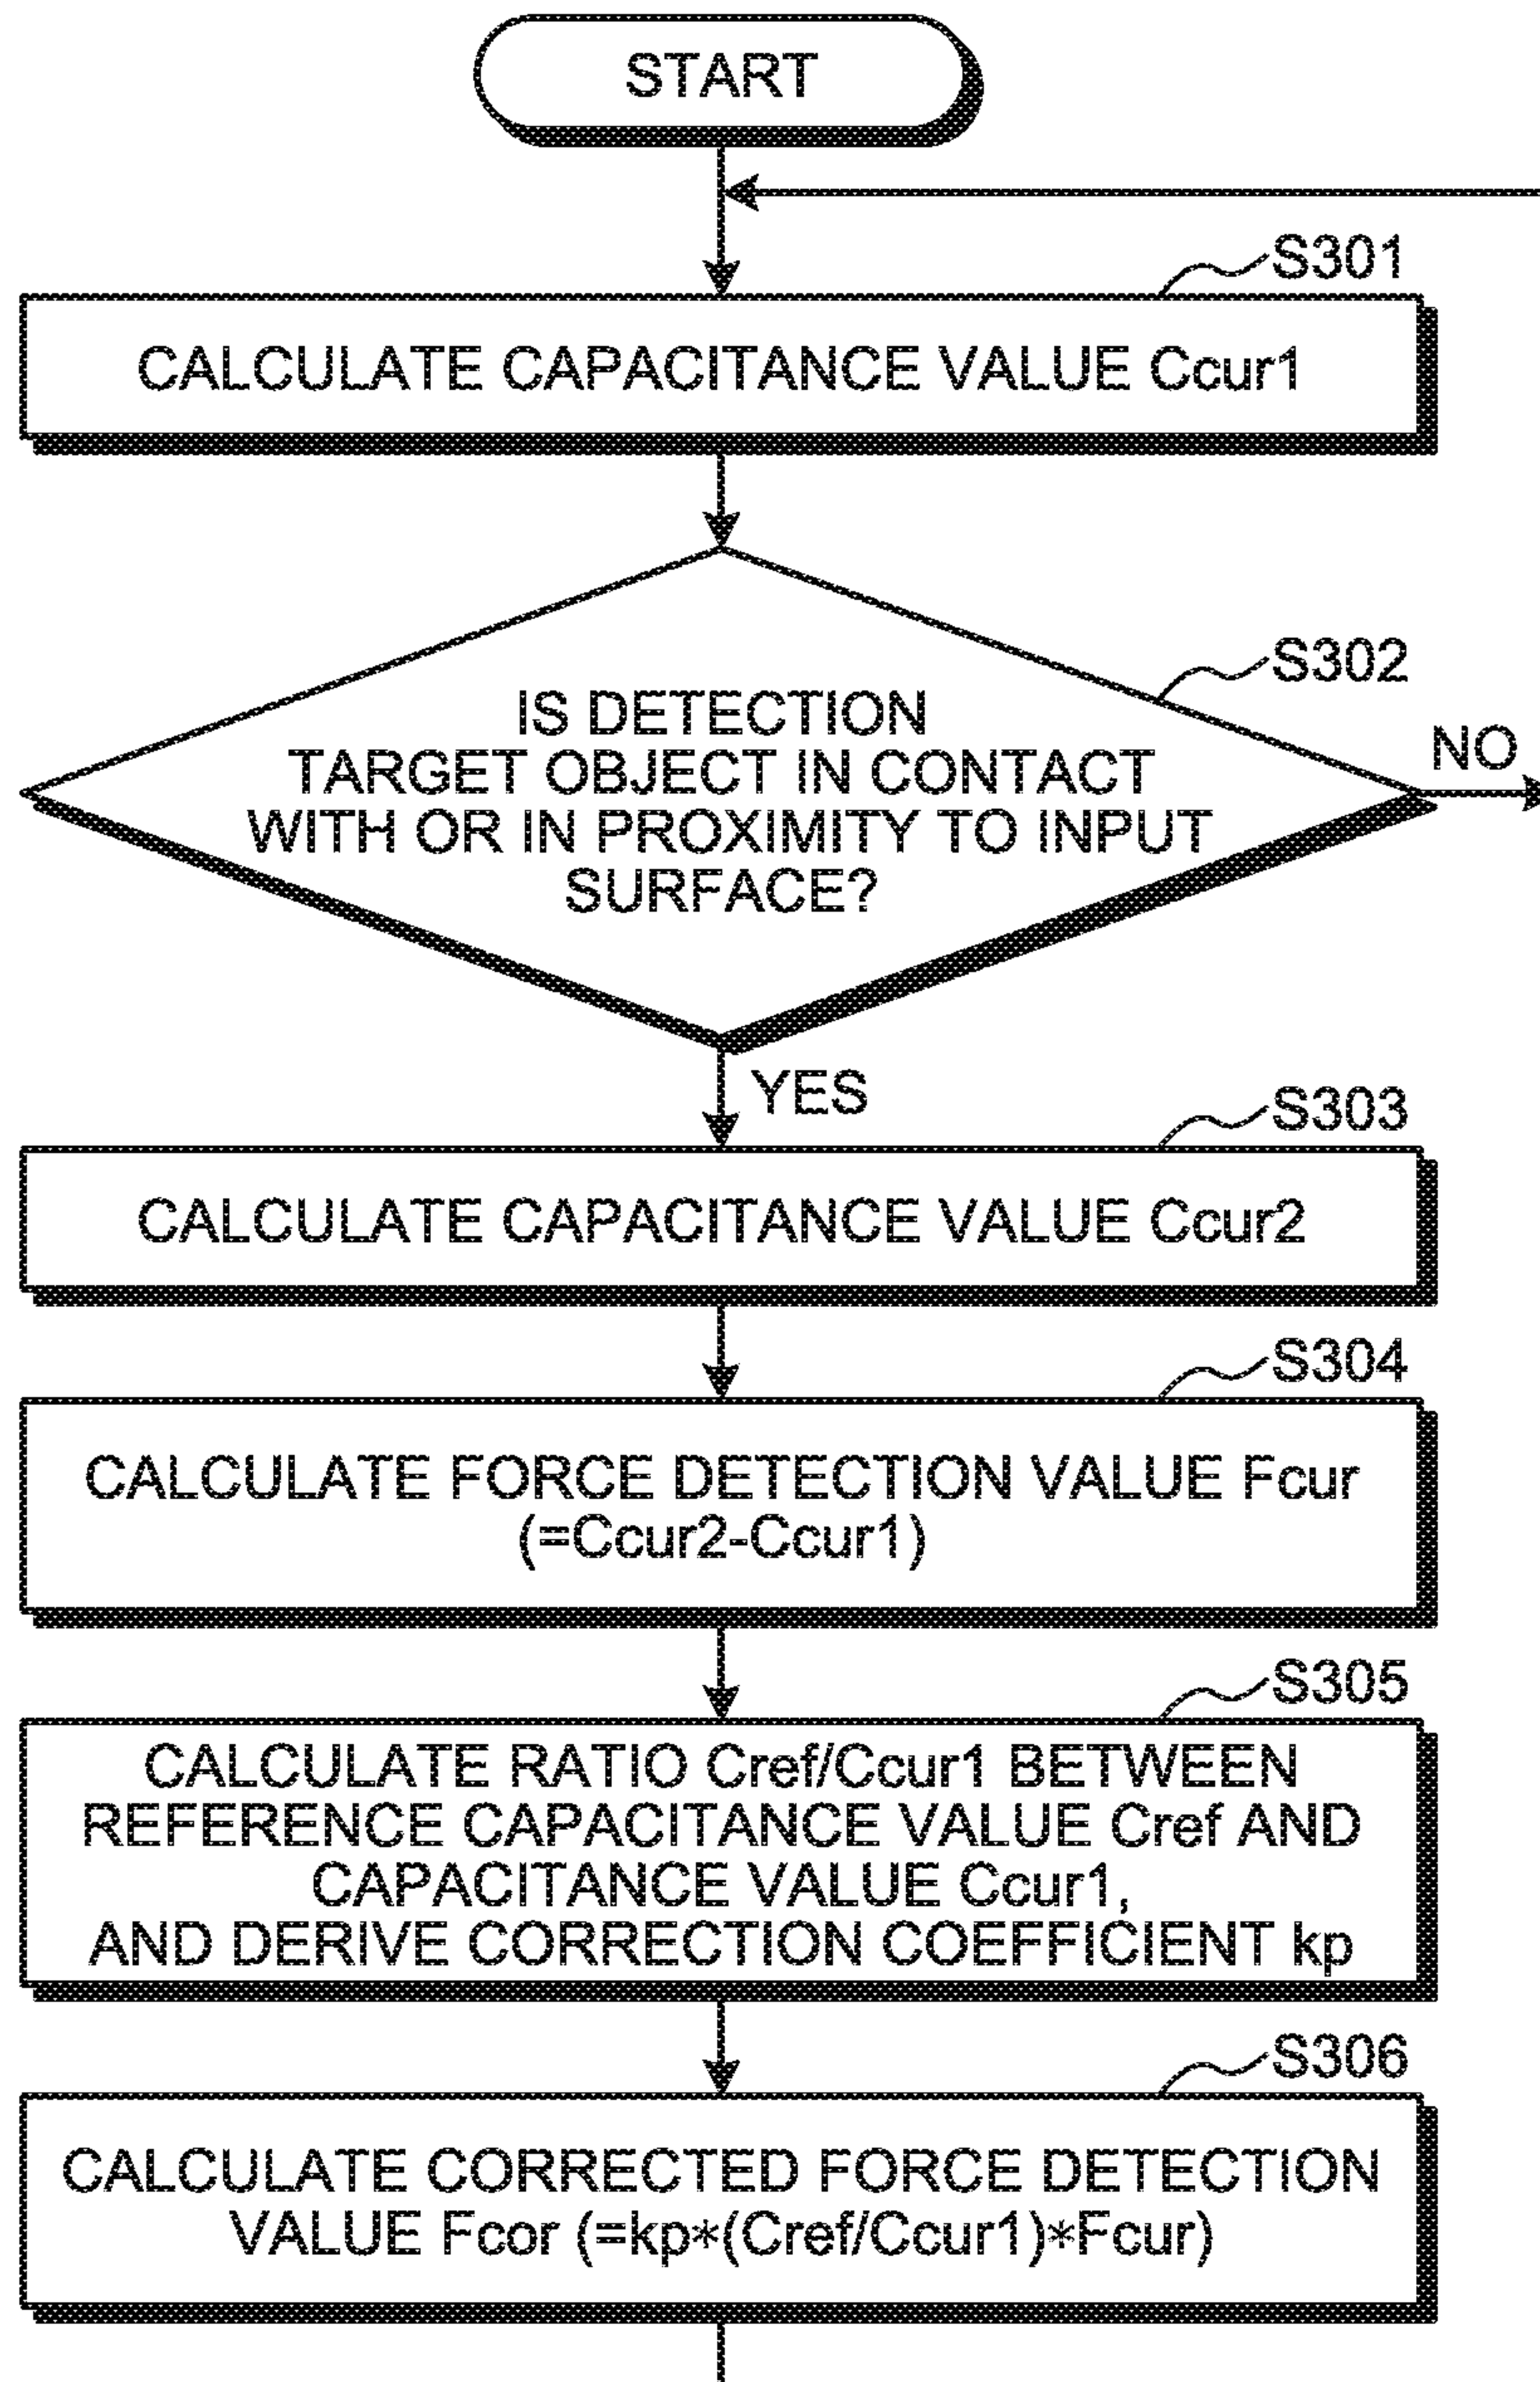 START
S301
CALCULATE CAPACITANCE VALUE Ccur1
S302
IS DETECTION
TARGET OBJECT IN CONTACT
WITH OR IN PROXIMITY TO INPUT
SURFACE?
NO
YES
S303
CALCULATE CAPACITANCE VALUE Ccur2
S304
CALCULATE FORCE DETECTION VALUE Fcur
(=Ccur2-Ccur1)
S305
CALCULATE RATIO Cref/Ccur1 BETWEEN
REFERENCE CAPACITANCE VALUE Cref AND
CAPACITANCE VALUE Ccur1,
AND DERIVE CORRECTION COEFFICIENT kp
S306
CALCULATE CORRECTED FORCE DETECTION
VALUE Fcor (=kp*(Cref/Ccur1)*Fcur)